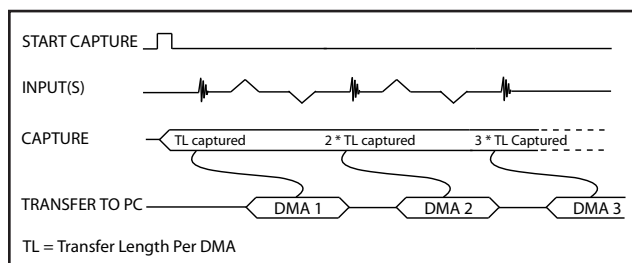 START CAPTURE
INPUT(S)
CAPTURE TL captured 2 * TL captured 3 * TL Captured
TRANSFER TO PC DMA 1 DMA 2 DMA 3
TL = Transfer Length Per DMA